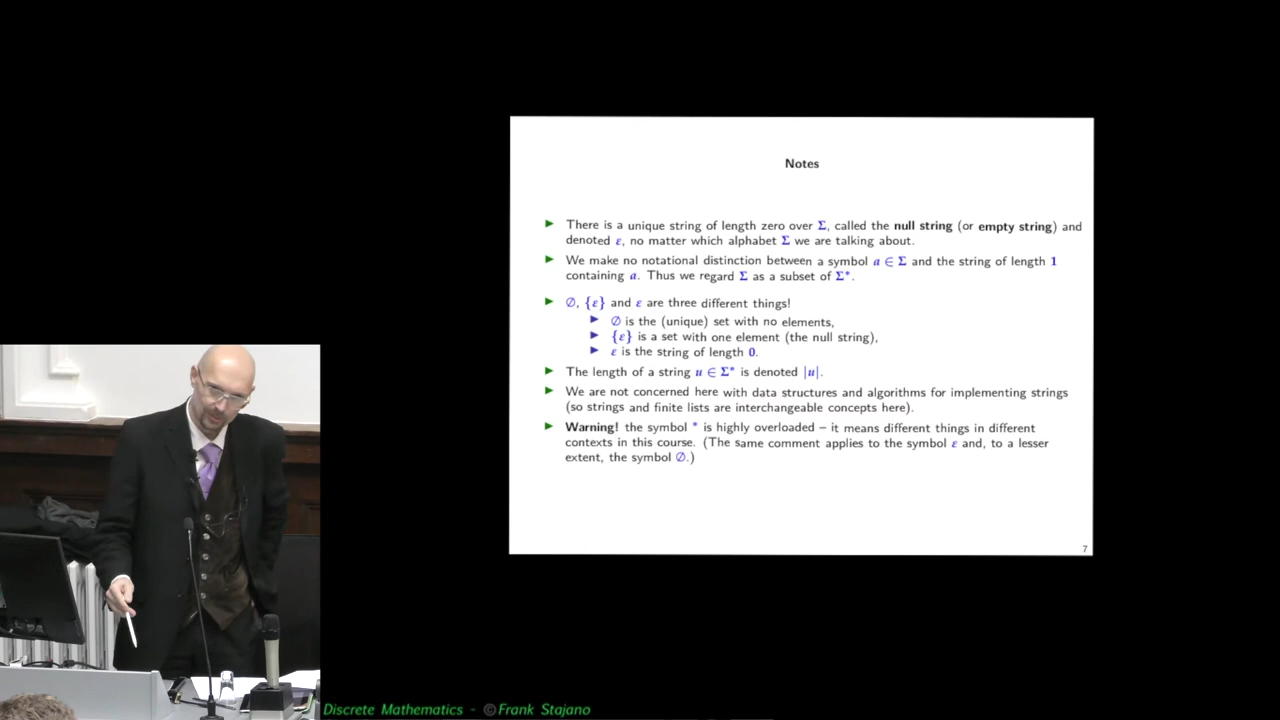 Notes
► There is a unique string of length zero over Σ, called the null string (or empty string) and
denoted ε, no matter which alphabet Σ we are talking about.
► We make no notational distinction between a symbol a ∈ Σ and the string of length 1
containing a. Thus we regard Σ as a subset of Σ*.
► ∅, {ε} and ε are three different things!
► ∅ is the (unique) set with no elements,
► {ε} is a set with one element (the null string),
► ε is the string of length 0.
► The length of a string u ∈ Σ* is denoted |u|.
► We are not concerned here with data structures and algorithms for implementing strings
(so strings and finite lists are interchangeable concepts here).
► Warning! the symbol * is highly overloaded – it means different things in different
contexts in this course. (The same comment applies to the symbol ε and, to a lesser
extent, the symbol ∅.)
7
Discrete Mathematics - ©Frank Stajano